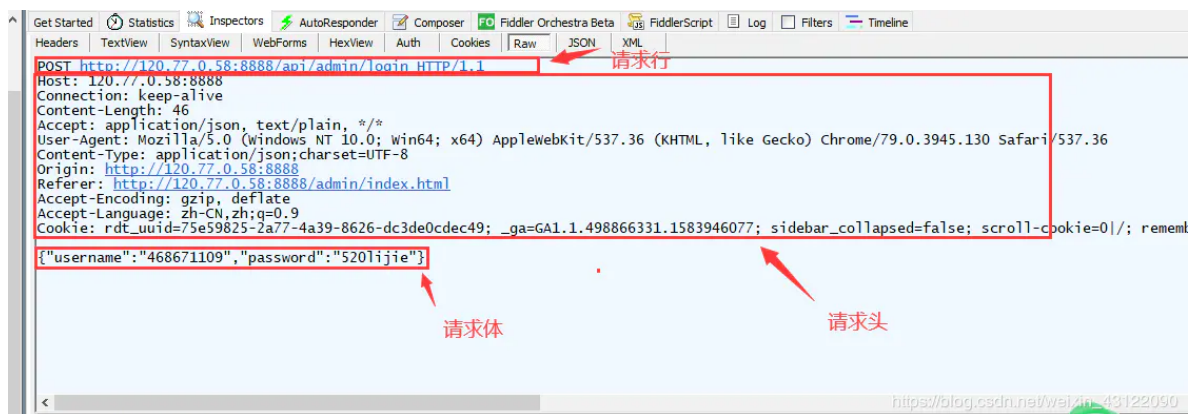 Get Started Statistics Inspectors AutoResponder Composer FO Fiddler Orchestra Beta FiddlerScript Log Filters Timeline
Headers TextView SyntaxView WebForms HexView Auth Cookies Raw JSON XML
请求行
POST http://120.77.0.58:8888/api/admin/login HTTP/1.1
Host: 120.77.0.58:8888
Connection: keep-alive
Content-Length: 46
Accept: application/json, text/plain, */*
User-Agent: Mozilla/5.0 (Windows NT 10.0; Win64; x64) AppleWebKit/537.36 (KHTML, like Gecko) Chrome/79.0.3945.130 Safari/537.36
Content-Type: application/json;charset=UTF-8
Origin: http://120.77.0.58:8888
Referer: http://120.77.0.58:8888/admin/index.html
Accept-Encoding: gzip, deflate
Accept-Language: zh-CN,zh;q=0.9
Cookie: rdt_uuid=75e59825-2a77-4a39-8626-dc3de0cdec49; _ga=GA1.1.498866331.1583946077; sidebar_collapsed=false; scroll-cookie=0|/; rememb
{"username":"468671109","password":"520lijie"}
请求体
请求头
https://blog.csdn.net/weixin_43122090